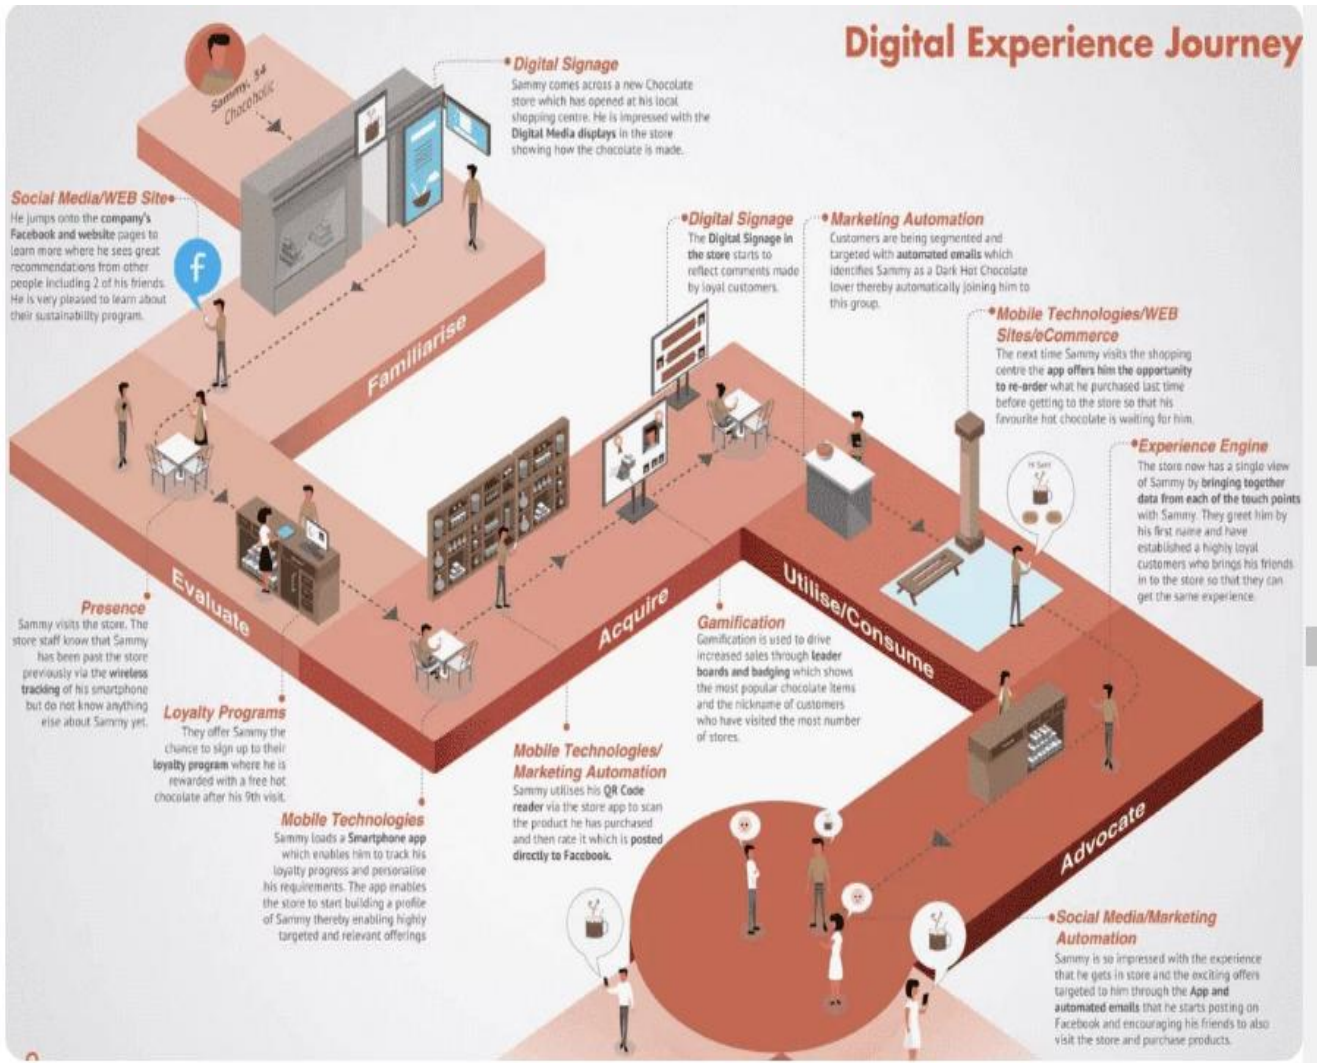 Digital Experience Journey
Sammy, 34
Chocoholic
Digital Signage
Sammy comes across a new Chocolate
store which has opened at his local
shopping centre. He is impressed with the
Digital Media displays in the store
showing how the chocolate is made.
Social Media/WEB Site
He jumps onto the company's
Facebook and website pages to
learn more where he sees great
recommendations from other
people including 2 of his friends.
He is very pleased to learn about
their sustainability program.
f
Familiarise
Digital Signage
The Digital Signage in
the store starts to
reflect comments made
by loyal customers.
Marketing Automation
Customers are being segmented and
targeted with automated emails which
identifies Sammy as a Dark Hot Chocolate
lover thereby automatically joining him to
this group.
Mobile Technologies/WEB
Sites/eCommerce
The next time Sammy visits the shopping
centre the app offers him the opportunity
to re-order what he purchased last time
before getting to the store so that his
favourite hot chocolate is waiting for him.
Experience Engine
The store now has a single view
of Sammy by bringing together
data from each of the touch points
with Sammy. They greet him by
his first name and have
established a highly loyal
customers who brings his friends
in to the store so that they can
get the same experience.
Evaluate
Acquire
Utilise/Consume
Advocate
Presence
Sammy visits the store. The
store staff know that Sammy
has been past the store
previously via the wireless
tracking of his smartphone
but do not know anything
else about Sammy yet.
Loyalty Programs
They offer Sammy the
chance to sign up to their
loyalty program where he is
rewarded with a free hot
chocolate after his 9th visit.
Mobile Technologies
Sammy loads a Smartphone app
which enables him to track his
loyalty progress and personalise
his requirements. The app enables
the store to start building a profile
of Sammy thereby enabling highly
targeted and relevant offerings
Mobile Technologies/
Marketing Automation
Sammy utilises his QR Code
reader via the store app to scan
the product he has purchased
and then rate it which is posted
directly to Facebook.
Gamification
Gamification is used to drive
increased sales through leader
boards and badging which shows
the most popular chocolate items
and the nickname of customers
who have visited the most number
of stores.
Social Media/Marketing
Automation
Sammy is so impressed with the experience
that he gets in store and the exciting offers
targeted to him through the App and
automated emails that he starts posting on
Facebook and encouraging his friends to also
visit the store and purchase products.